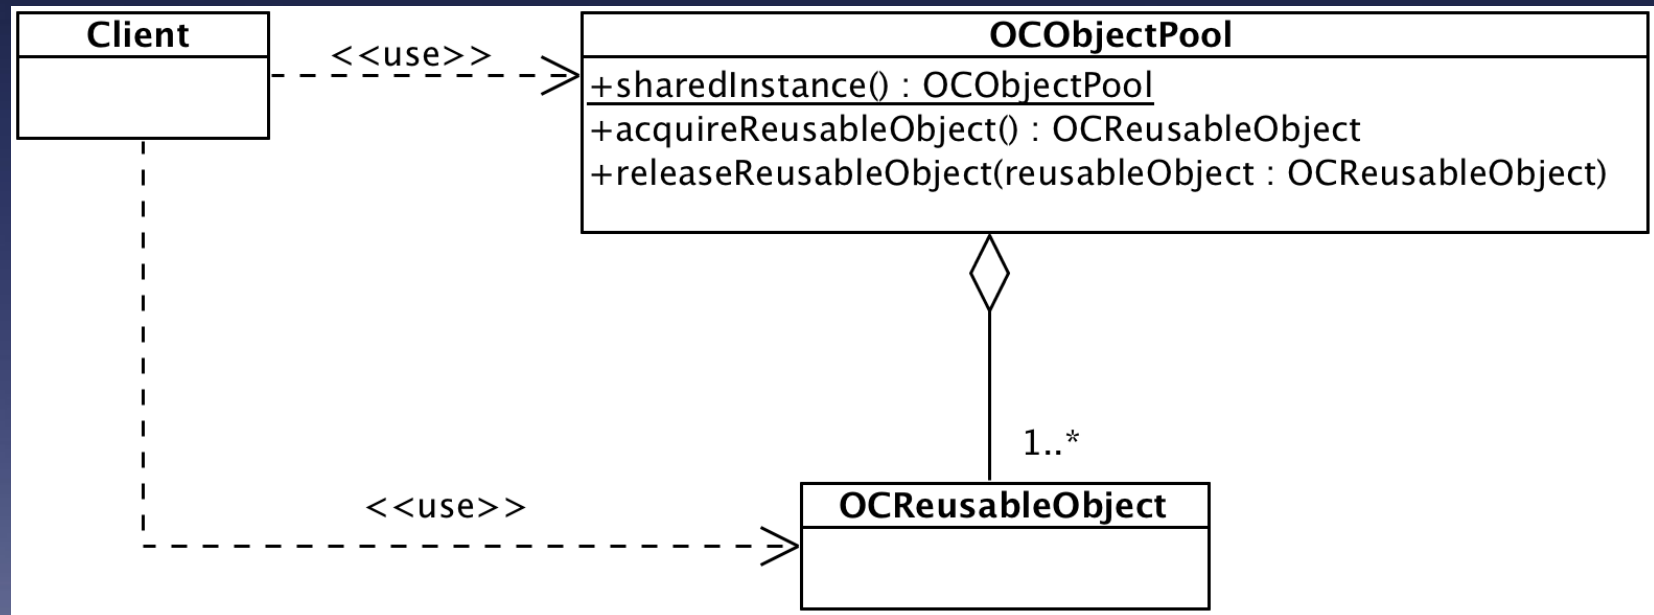 Client
<<use>>
OCObjectPool
+sharedInstance() : OCObjectPool
+acquireReusableObject() : OCReusableObject
+releaseReusableObject(reusableObject : OCReusableObject)
1..*
<<use>>
OCReusableObject